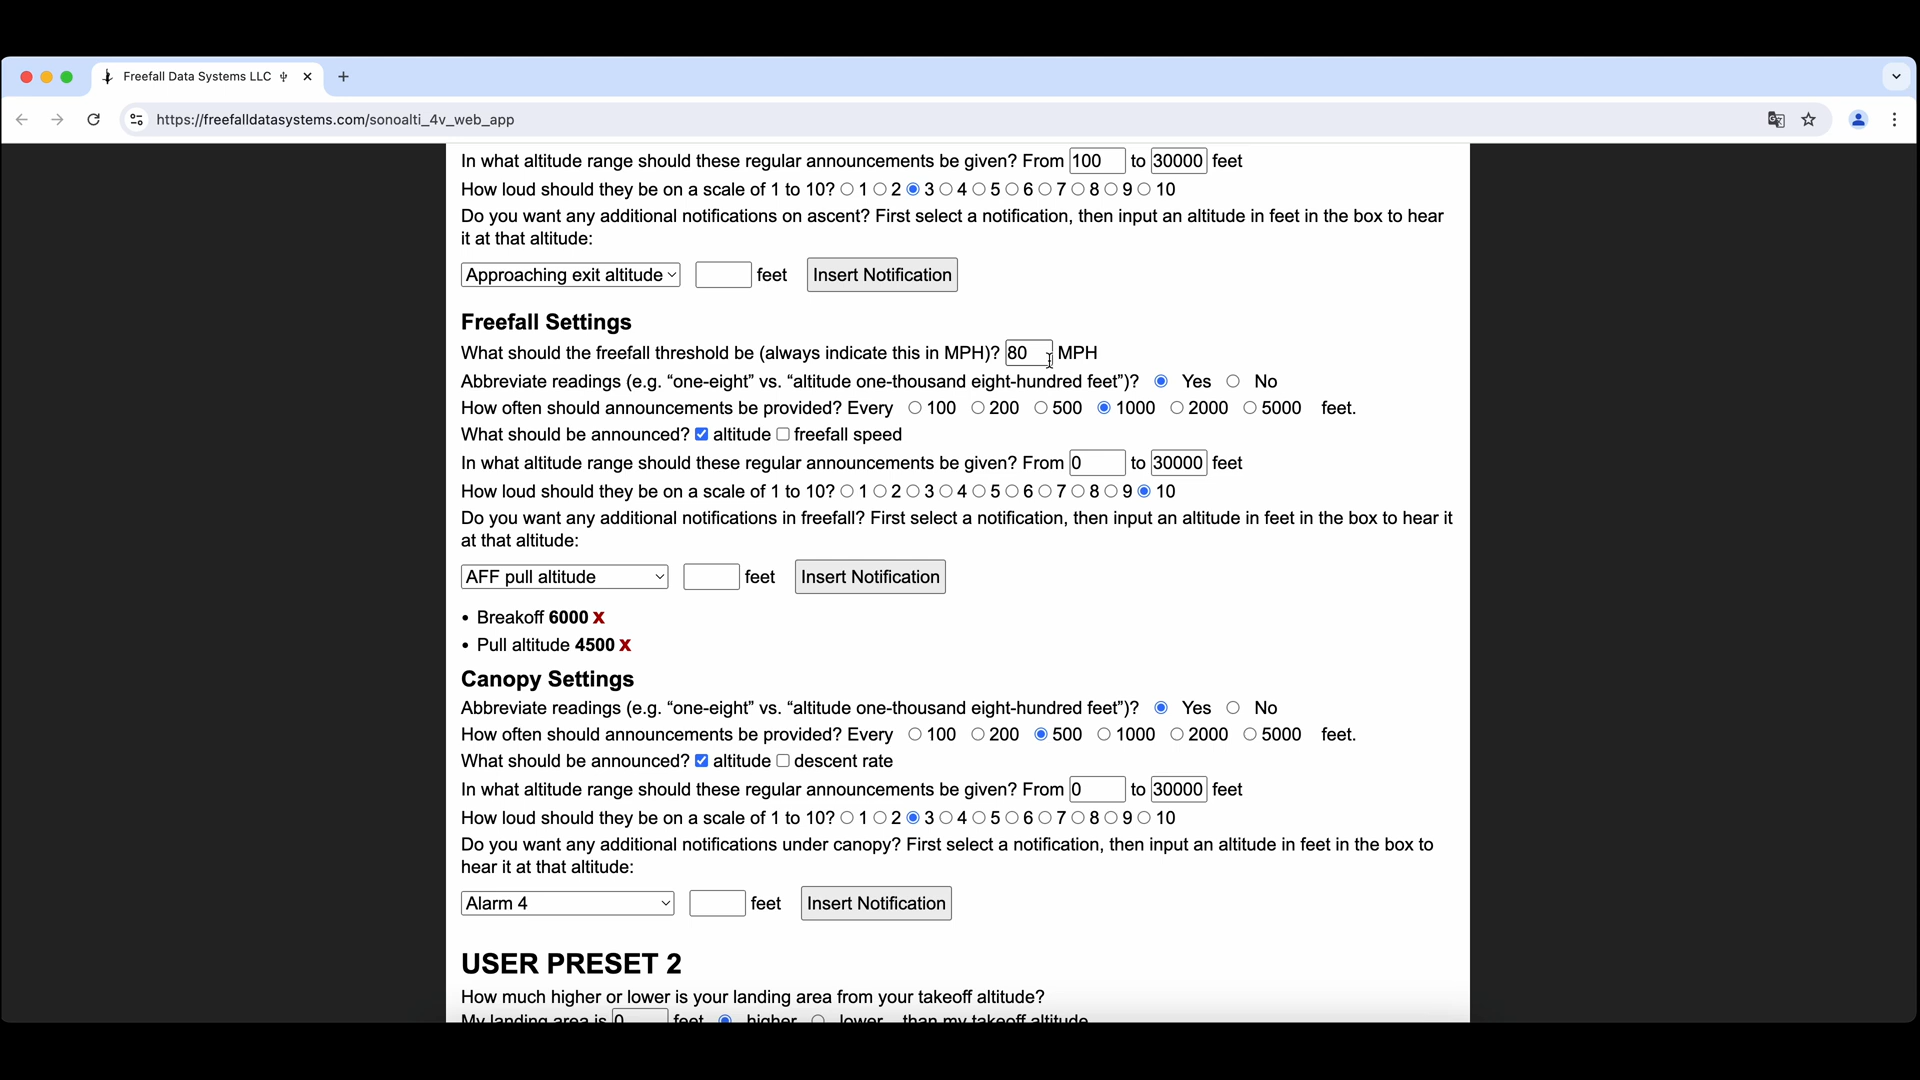 Freefall Data Systems LLC
https://freefalldatasystems.com/sonoalti_4v_web_app
In what altitude range should these regular announcements be given? From 100 to 30000 feet
How loud should they be on a scale of 1 to 10? 1 2 3 4 5 6 7 8 9 10
Do you want any additional notifications on ascent? First select a notification, then input an altitude in feet in the box to hear
it at that altitude:
Approaching exit altitude feet Insert Notification
Freefall Settings
What should the freefall threshold be (always indicate this in MPH)? 80 MPH
Abbreviate readings (e.g. “one-eight” vs. “altitude one-thousand eight-hundred feet”)? Yes No
How often should announcements be provided? Every 100 200 500 1000 2000 5000 feet.
What should be announced? altitude freefall speed
In what altitude range should these regular announcements be given? From 0 to 30000 feet
How loud should they be on a scale of 1 to 10? 1 2 3 4 5 6 7 8 9 10
Do you want any additional notifications in freefall? First select a notification, then input an altitude in feet in the box to hear it
at that altitude:
AFF pull altitude feet Insert Notification
• Breakoff 6000 X
• Pull altitude 4500 X
Canopy Settings
Abbreviate readings (e.g. “one-eight” vs. “altitude one-thousand eight-hundred feet”)? Yes No
How often should announcements be provided? Every 100 200 500 1000 2000 5000 feet.
What should be announced? altitude descent rate
In what altitude range should these regular announcements be given? From 0 to 30000 feet
How loud should they be on a scale of 1 to 10? 1 2 3 4 5 6 7 8 9 10
Do you want any additional notifications under canopy? First select a notification, then input an altitude in feet in the box to
hear it at that altitude:
Alarm 4 feet Insert Notification
USER PRESET 2
How much higher or lower is your landing area from your takeoff altitude?
My landing area is 0 feet higher lower than my takeoff altitude